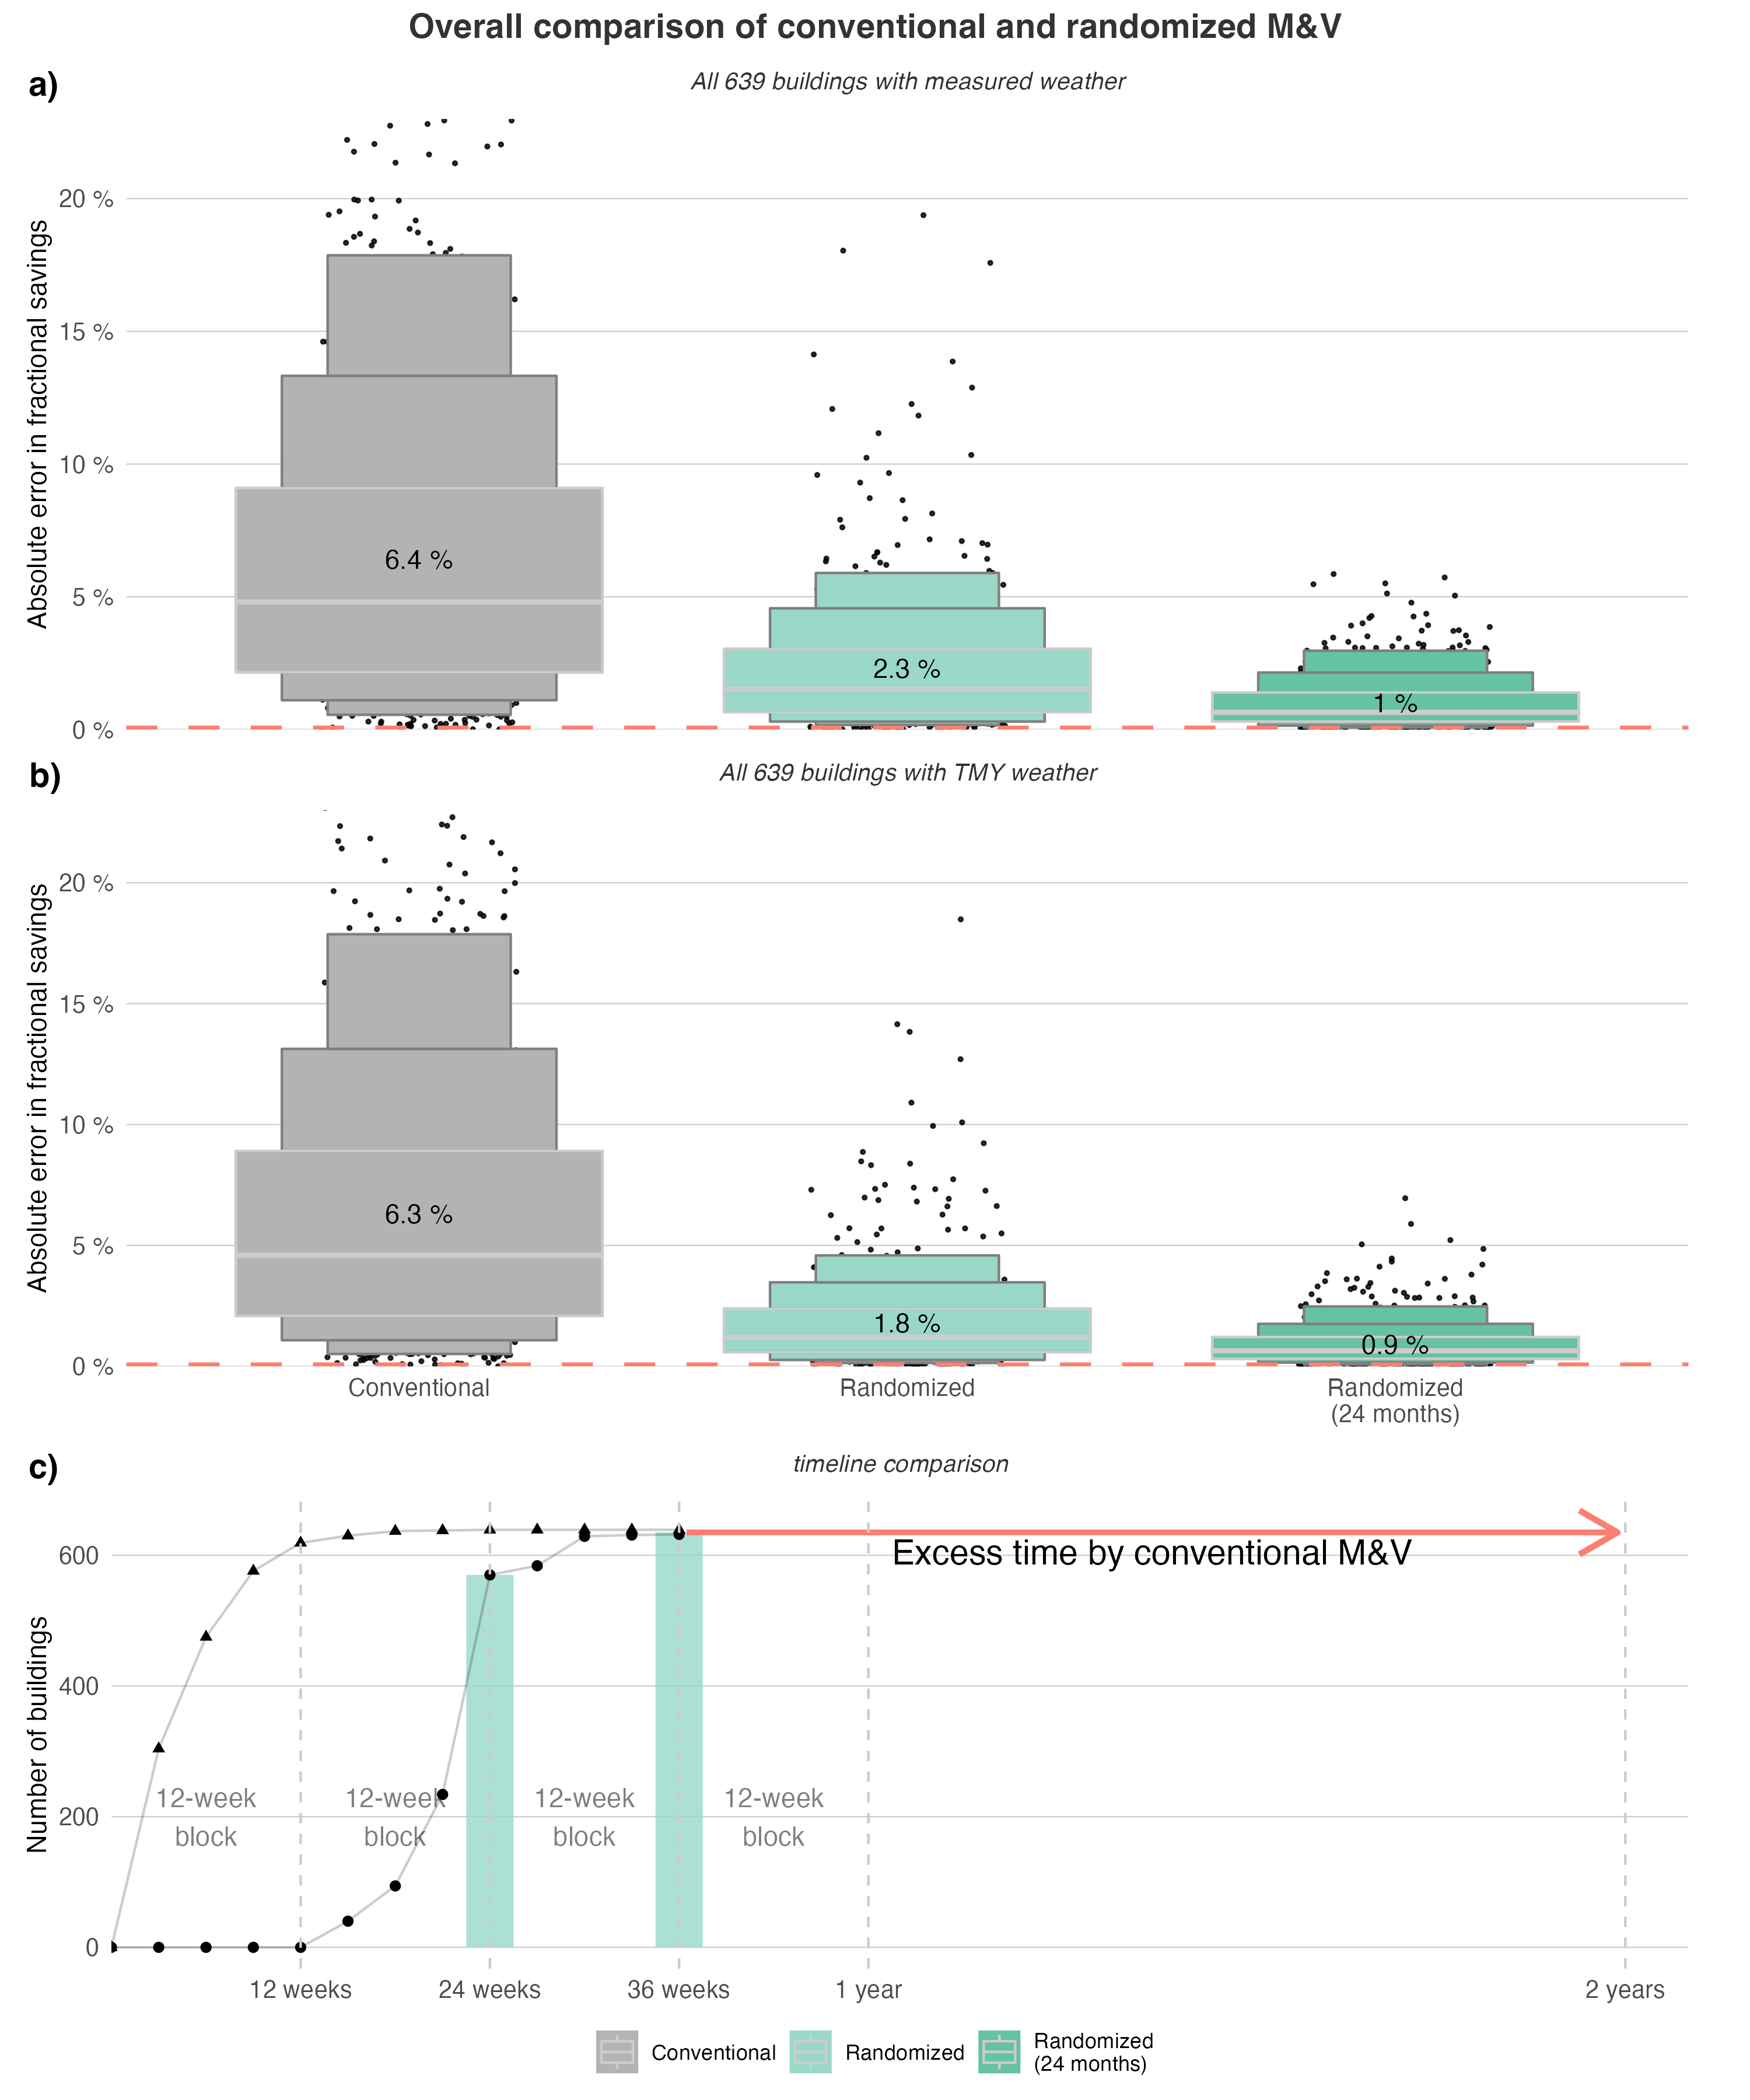 Overall comparison of conventional and randomized M&V
a)
All 639 buildings with measured weather
Absolute error in fractional savings
20 %
15 %
10 %
5 %
0 %
6.4 %
2.3 %
1 %
b)
All 639 buildings with TMY weather
Absolute error in fractional savings
20 %
15 %
10 %
5 %
0 %
6.3 %
1.8 %
0.9 %
Conventional
Randomized
Randomized
(24 months)
c)
timeline comparison
Number of buildings
600
400
200
0
Excess time by conventional M&V
12-week
block
12-week
block
12-week
block
12-week
block
12 weeks
24 weeks
36 weeks
1 year
2 years
Conventional
Randomized
Randomized
(24 months)